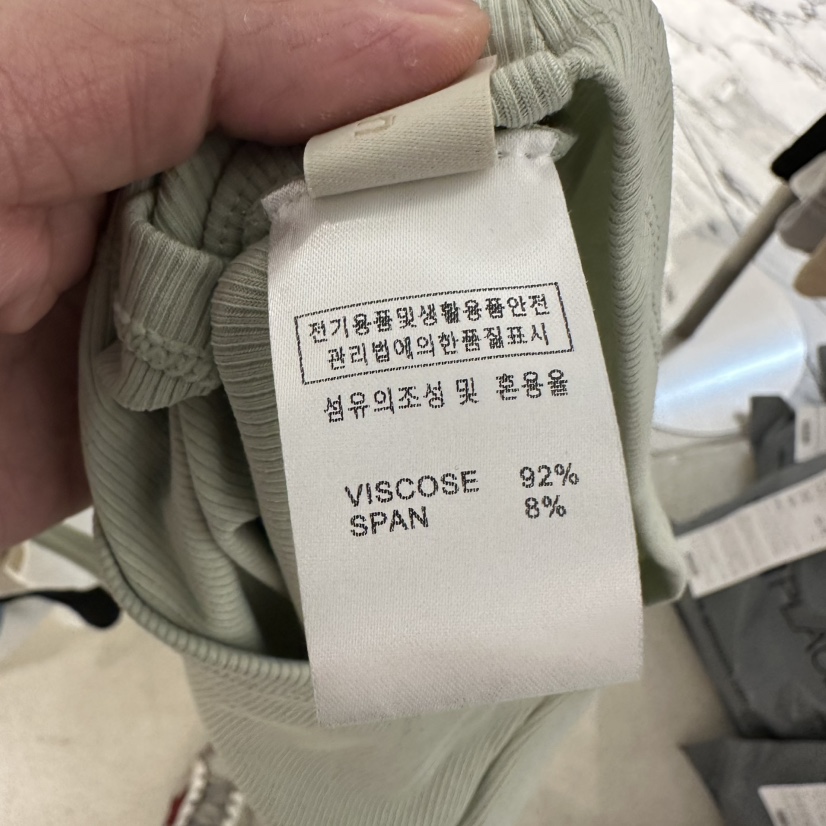 전기용품및생활용품안전
관리법에의한품질표시
섬유의조성 및 혼용율
VISCOSE 92%
SPAN 8%